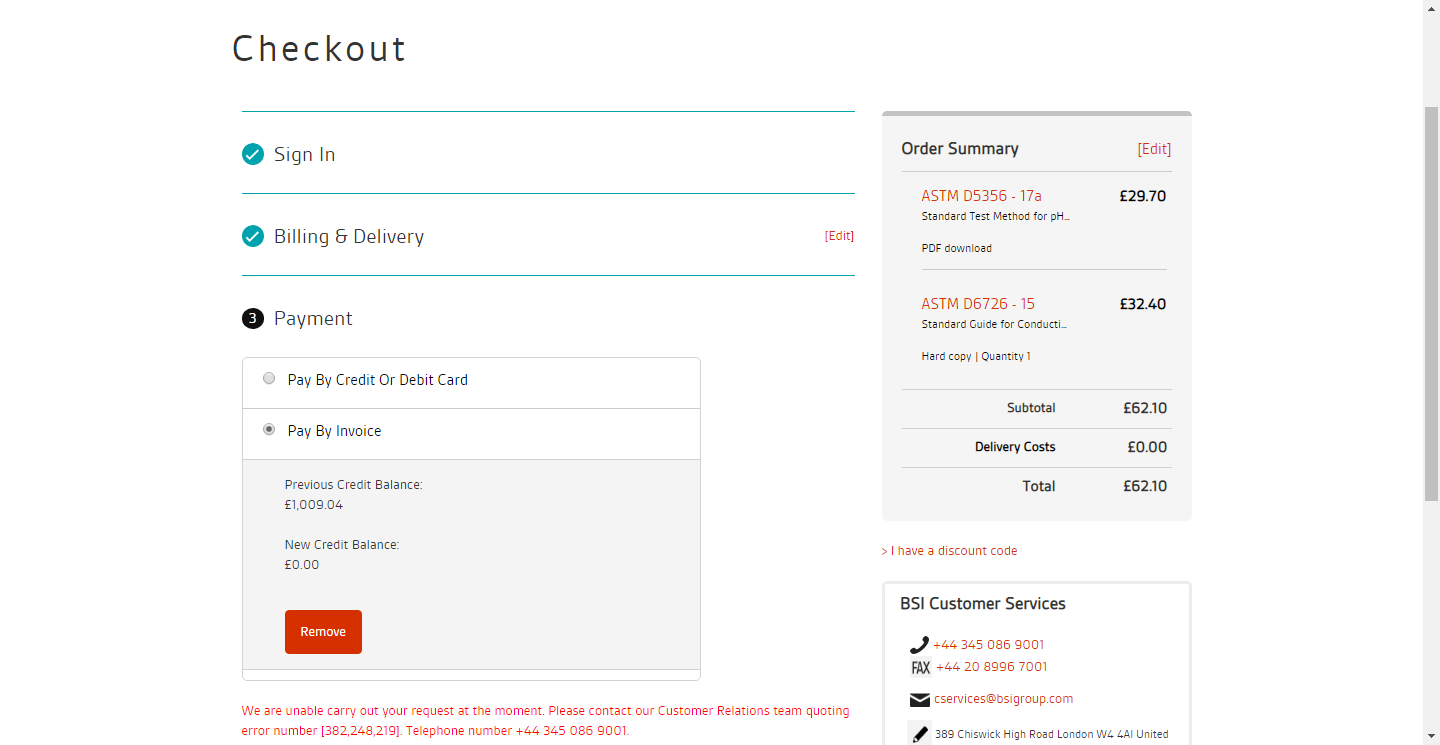 Checkout
Sign In
Billing & Delivery
[Edit]
3 Payment
Pay By Credit Or Debit Card
Pay By Invoice
Previous Credit Balance:
£1,009.04
New Credit Balance:
£0.00
Remove
We are unable carry out your request at the moment. Please contact our Customer Relations team quoting
error number [382,248,219]. Telephone number +44 345 086 9001.
Order Summary [Edit]
ASTM D5356 - 17a £29.70
Standard Test Method for pH...
PDF download
ASTM D6726 - 15 £32.40
Standard Guide for Conducti...
Hard copy | Quantity 1
Subtotal £62.10
Delivery Costs £0.00
Total £62.10
> I have a discount code
BSI Customer Services
+44 345 086 9001
FAX +44 20 8996 7001
cservices@bsigroup.com
389 Chiswick High Road London W4 4Al United